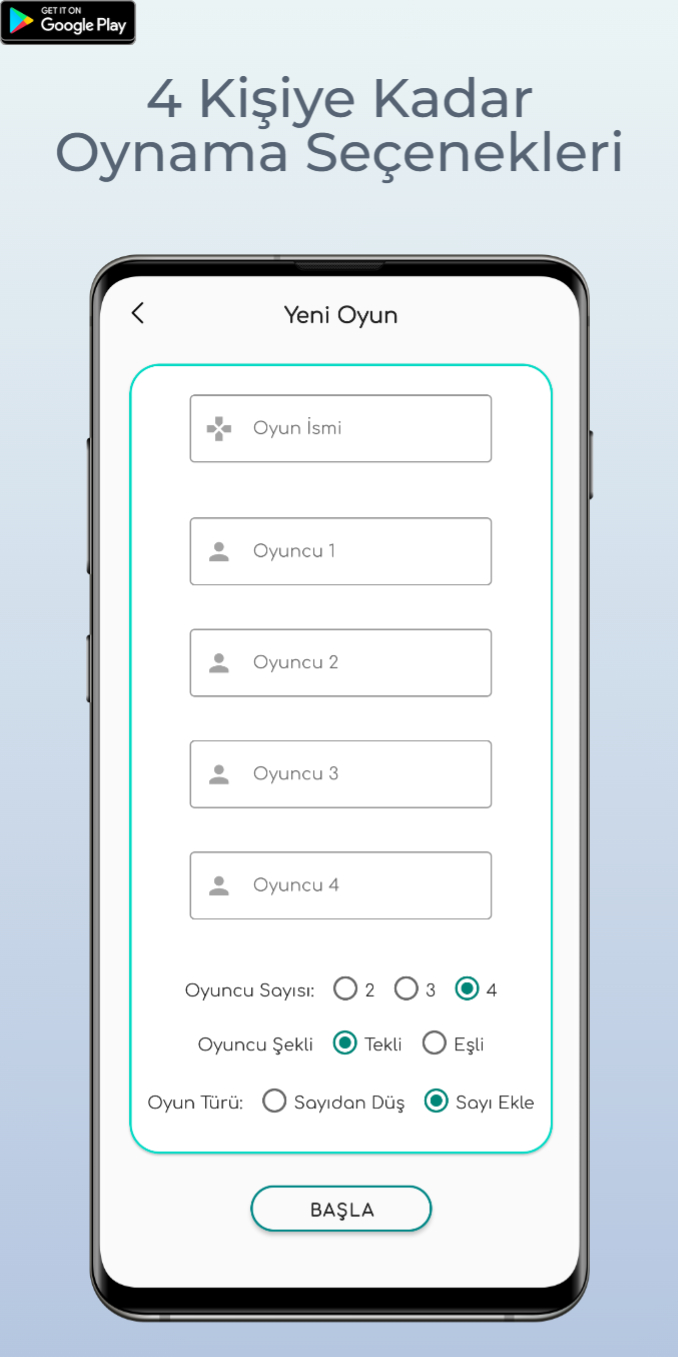 GET IT ON
Google Play
4 Kişiye Kadar
Oynama Seçenekleri
Yeni Oyun
Oyun İsmi
Oyuncu 1
Oyuncu 2
Oyuncu 3
Oyuncu 4
Oyuncu Sayısı: 2 3 4
Oyuncu Şekli Tekli Eşli
Oyun Türü: Sayıdan Düş Sayı Ekle
BAŞLA